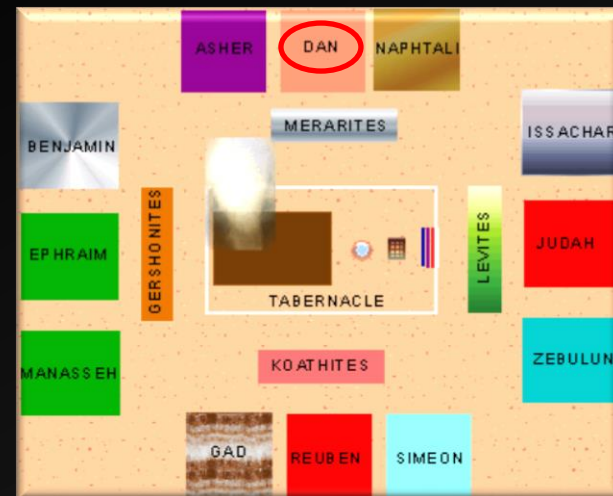 ASHER
DAN
NAPHTALI
MERARITES
BENJAMIN
ISSACHAR
GERSHONITES
LEVITES
EPHRAIM
JUDAH
TABERNACLE
KOATHITES
MANASSEH
ZEBULUN
GAD
REUBEN
SIMEON